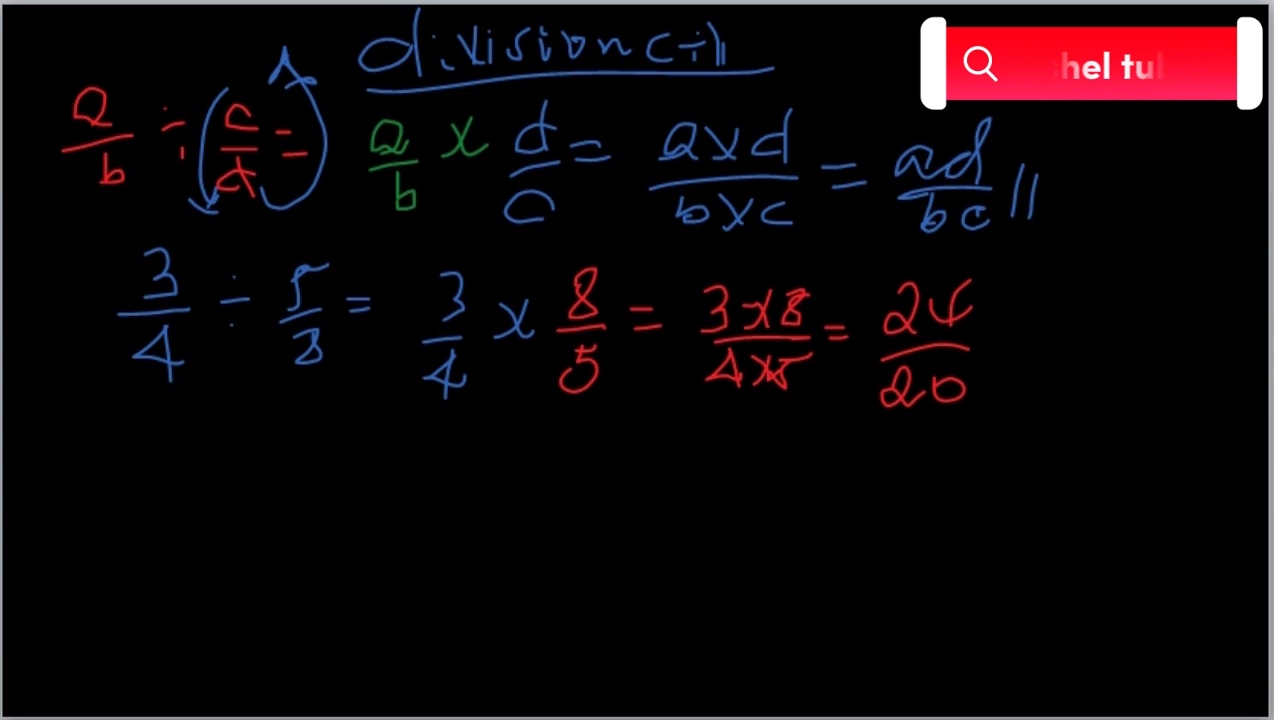 division (÷)
a/b ÷ c/d = a/b x d/c = axd/bxc = ad/bc //
3/4 ÷ 5/8 = 3/4 x 8/5 = 3x8/4x5 = 24/20
hel tu